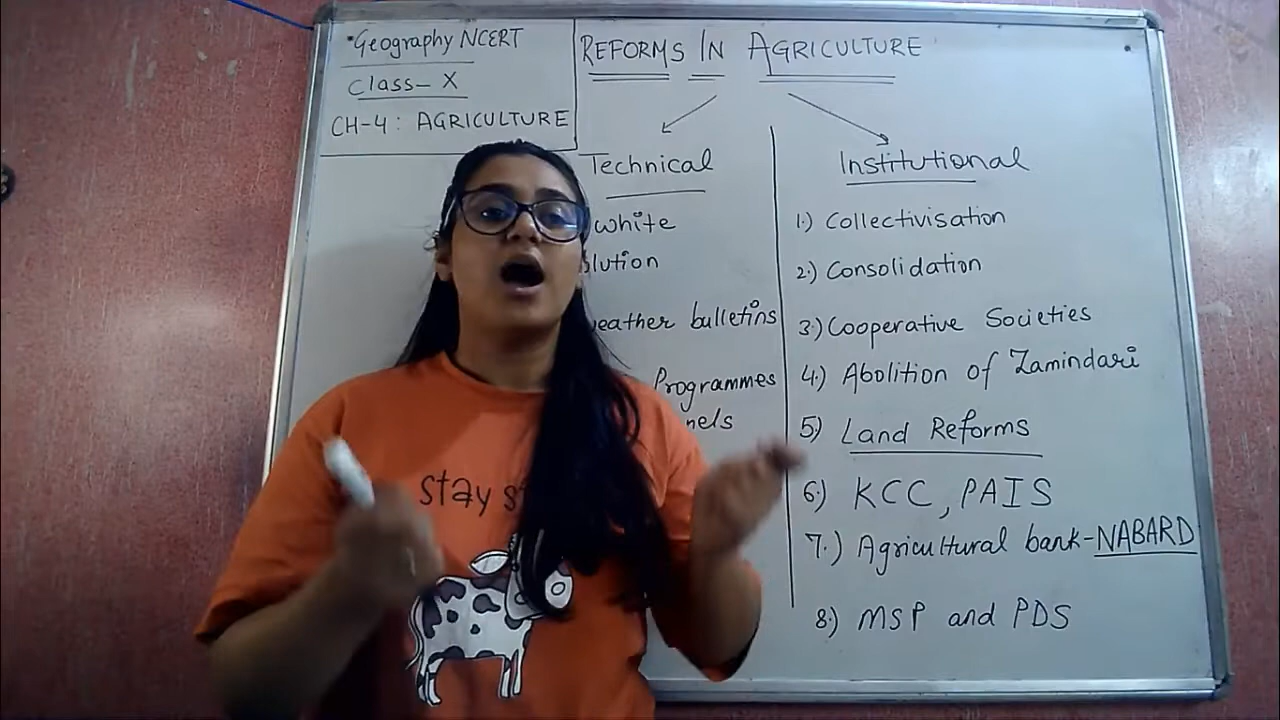 Geography NCERT
Class- X
CH-4: AGRICULTURE
REFORMS IN AGRICULTURE
Technical
white
weather bulletins
Programmes
Institutional
1.) Collectivisation
2.) Consolidation
3.) Cooperative Societies
4.) Abolition of Zamindari
5.) Land Reforms
6.) KCC, PAIS
7.) Agricultural bank-NABARD
8.) MSP and PDS
stay